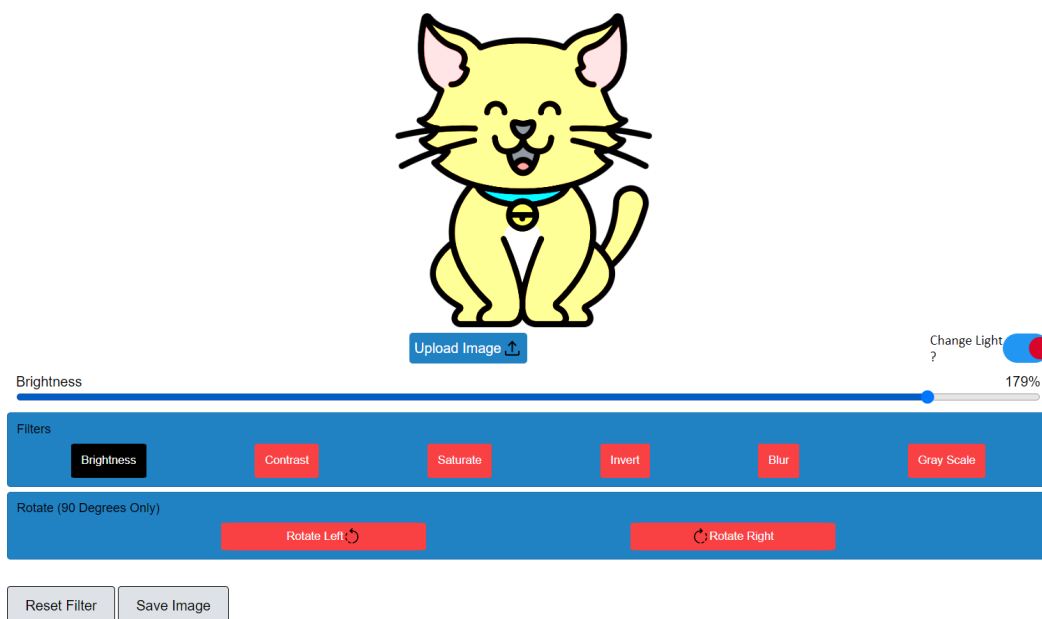 Upload Image
Change Light
?
Brightness 179%
Filters
Brightness Contrast Saturate Invert Blur Gray Scale
Rotate (90 Degrees Only)
Rotate Left Rotate Right
Reset Filter Save Image